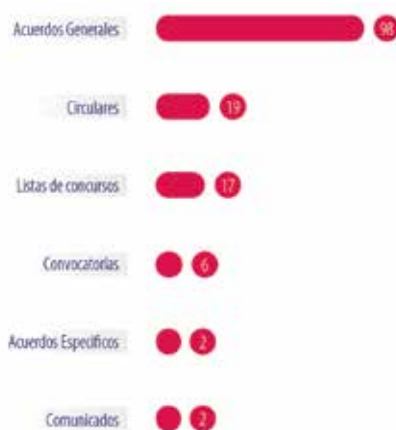 Acuerdos Generales 98
Circulares 19
Listas de concursos 17
Convocatorias 6
Acuerdos Específicos 2
Comunicados 2